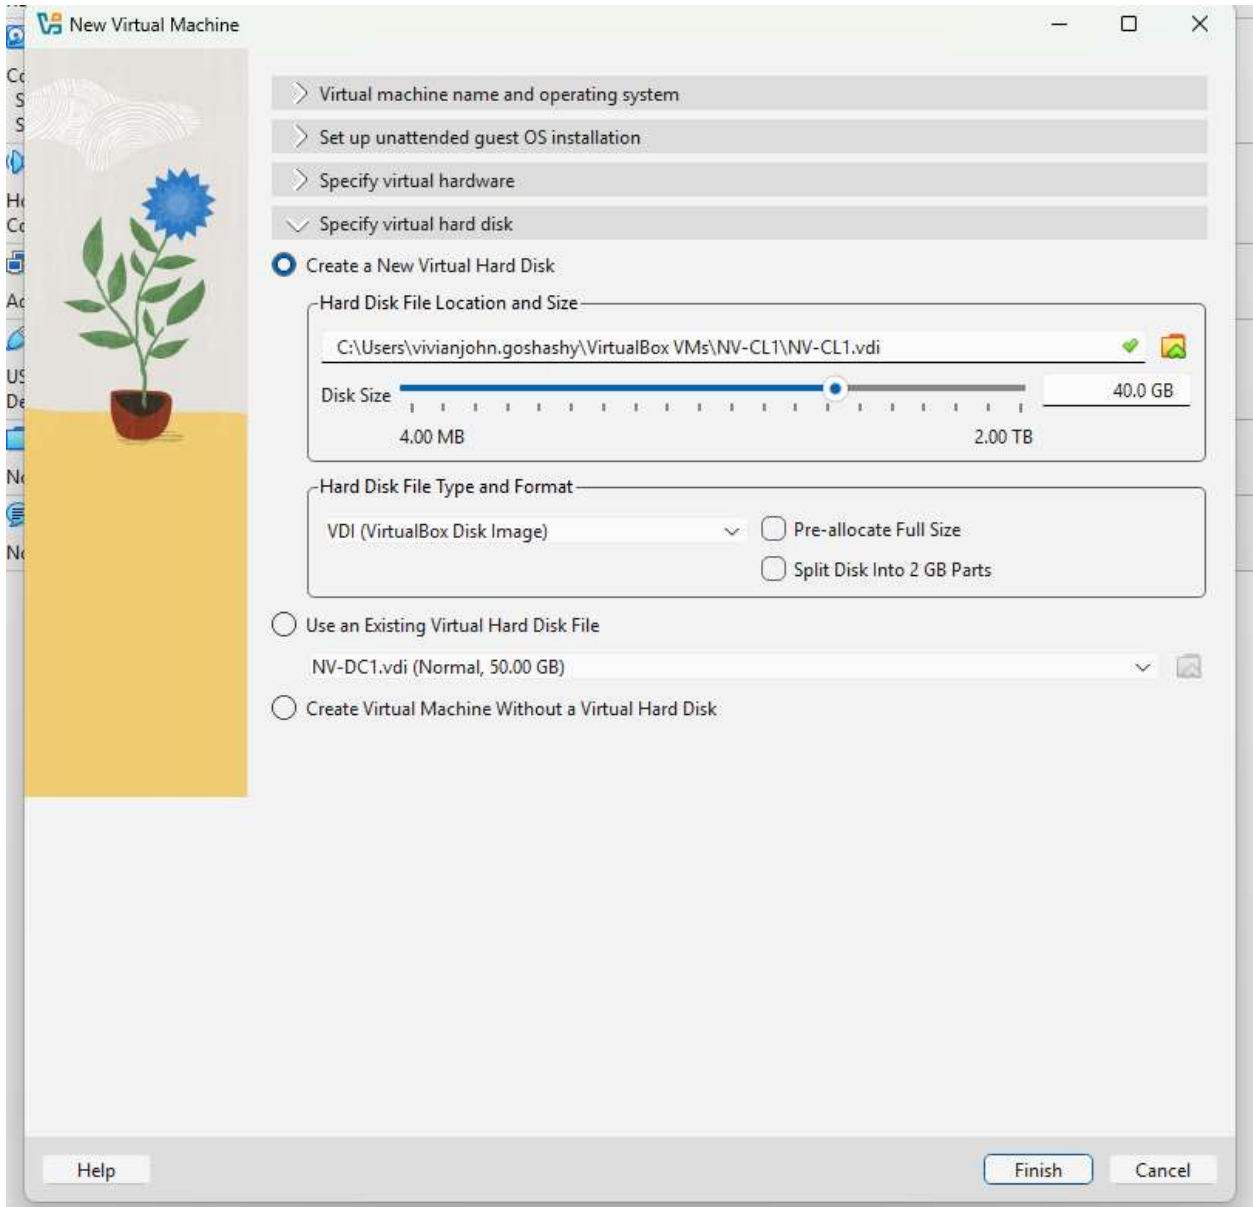 New Virtual Machine
Virtual machine name and operating system
Set up unattended guest OS installation
Specify virtual hardware
Specify virtual hard disk
Create a New Virtual Hard Disk
Hard Disk File Location and Size
C:\Users\vivianjohn.goshashy\VirtualBox VMs\NV-CL1\NV-CL1.vdi
Disk Size
40.0 GB
4.00 MB
2.00 TB
Hard Disk File Type and Format
VDI (VirtualBox Disk Image)
Pre-allocate Full Size
Split Disk Into 2 GB Parts
Use an Existing Virtual Hard Disk File
NV-DC1.vdi (Normal, 50.00 GB)
Create Virtual Machine Without a Virtual Hard Disk
Help
Finish
Cancel